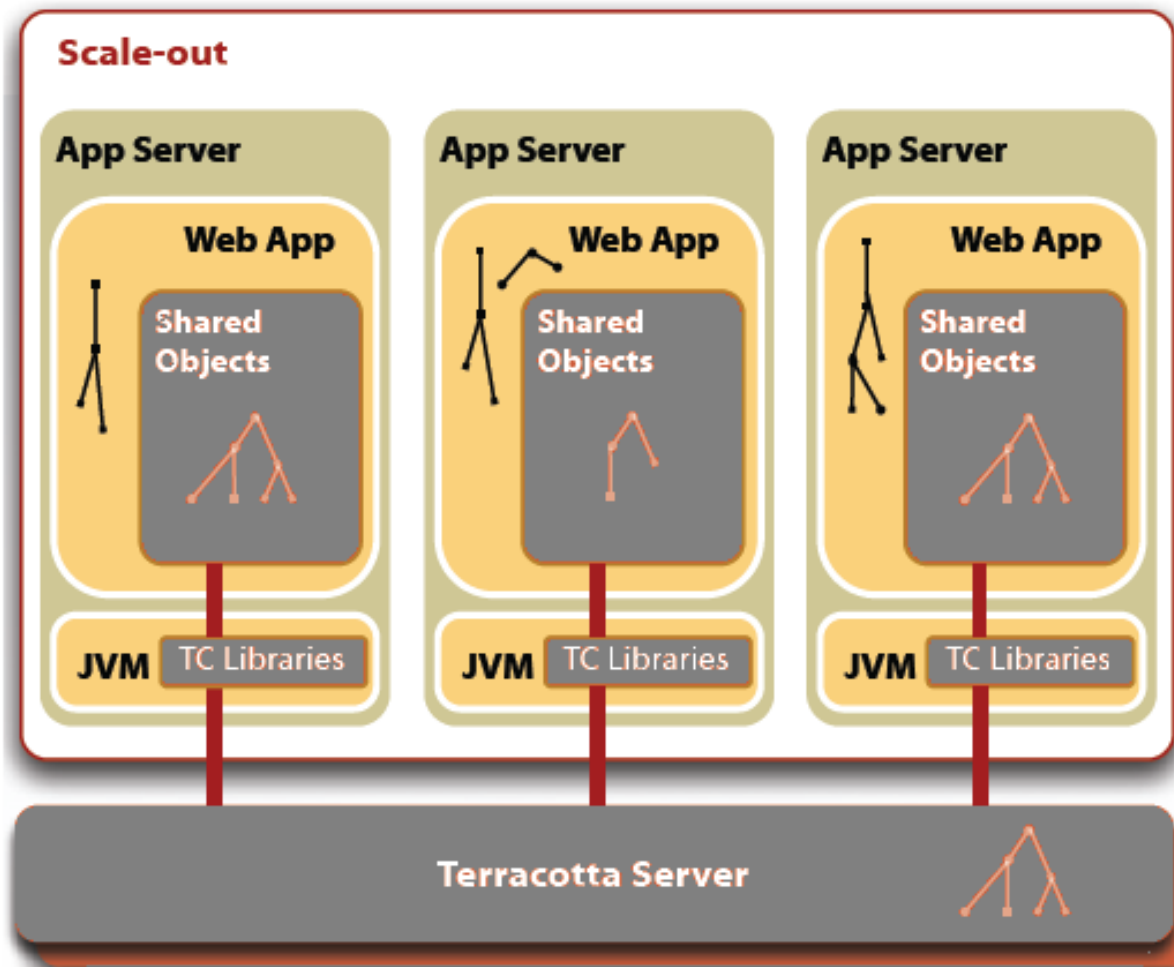 Scale-out
App Server
Web App
Shared
Objects
JVM
TC Libraries
App Server
Web App
Shared
Objects
JVM
TC Libraries
App Server
Web App
Shared
Objects
JVM
TC Libraries
Terracotta Server